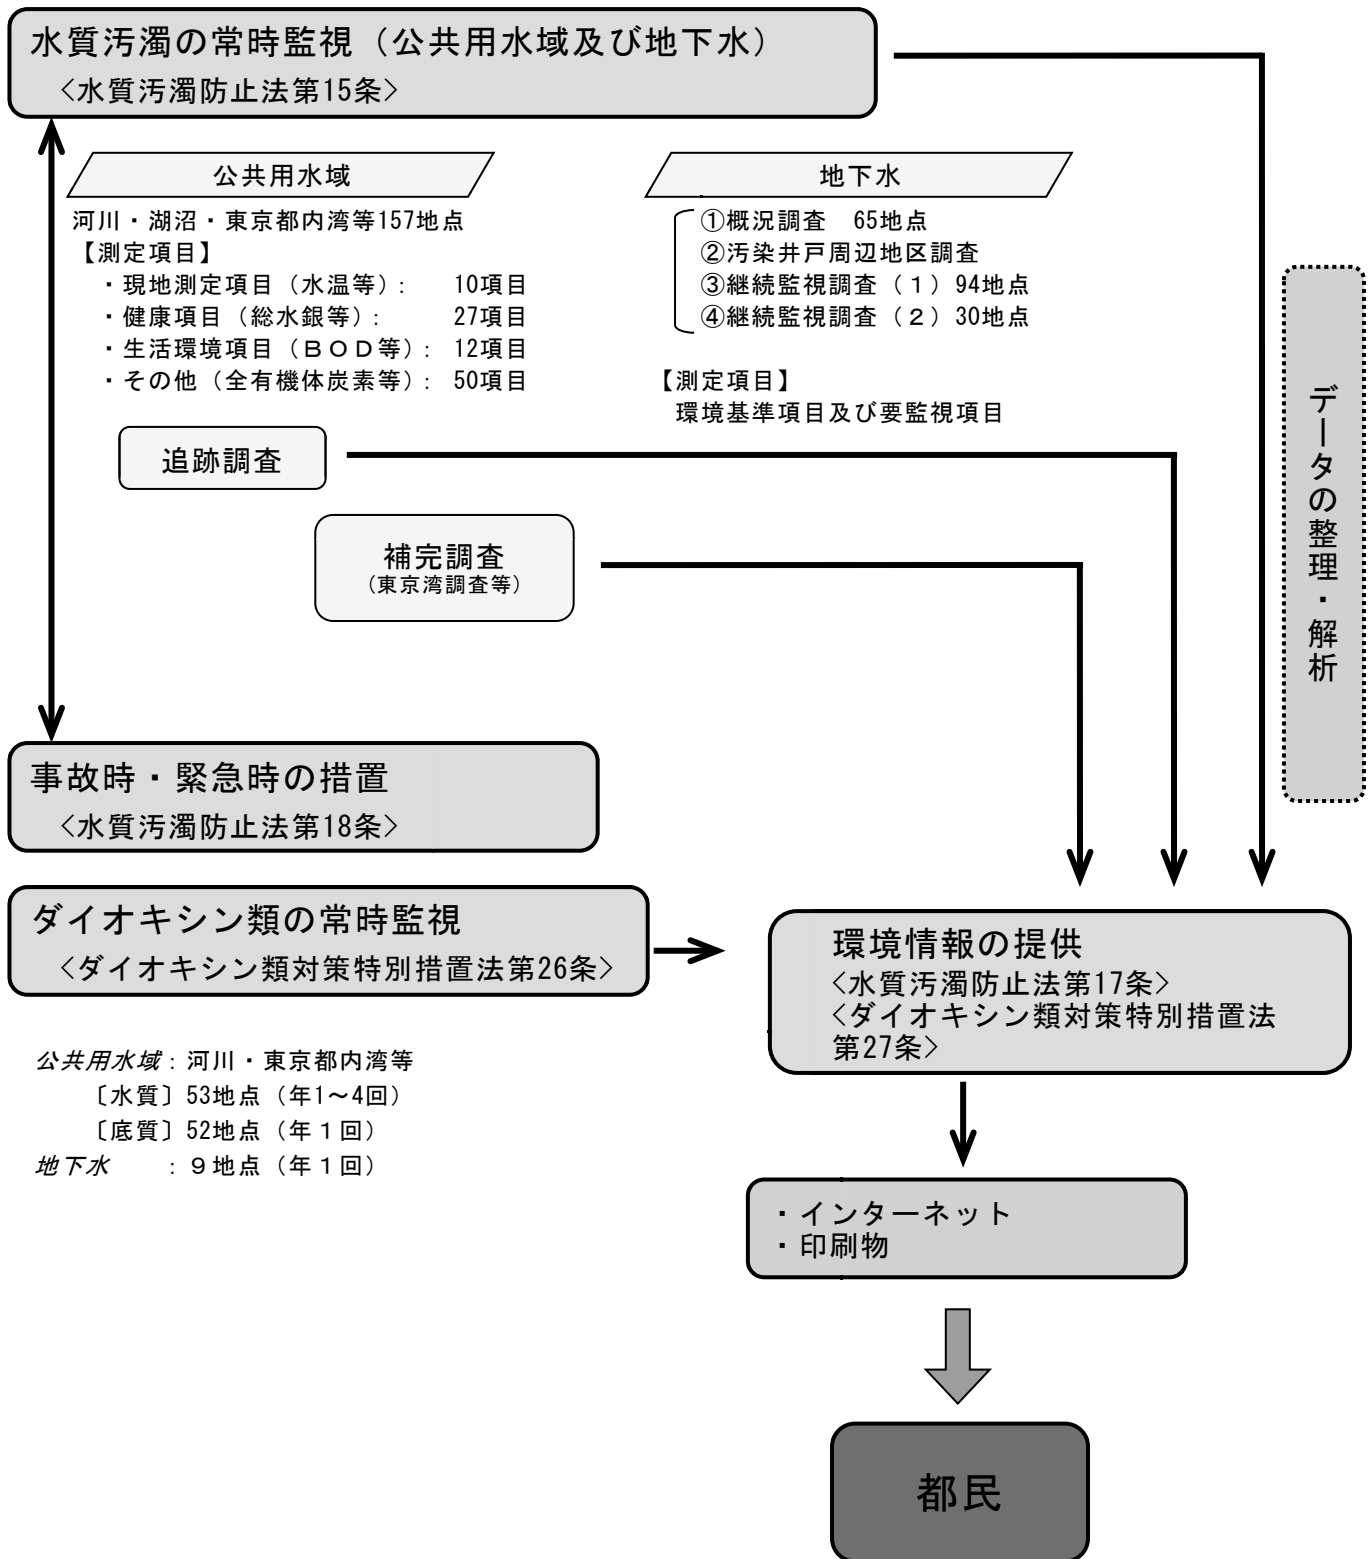 水質汚濁の常時監視（公共用水域及び地下水）
〈水質汚濁防止法第15条〉
公共用水域
河川・湖沼・東京都内湾等157地点
【測定項目】
・現地測定項目（水温等）： 10項目
・健康項目（総水銀等）： 27項目
・生活環境項目（ＢＯＤ等）： 12項目
・その他（全有機体炭素等）： 50項目
地下水
①概況調査　65地点
②汚染井戸周辺地区調査
③継続監視調査（１）94地点
④継続監視調査（２）30地点
【測定項目】
環境基準項目及び要監視項目
追跡調査
補完調査
（東京湾調査等）
データの整理・解析
事故時・緊急時の措置
〈水質汚濁防止法第18条〉
ダイオキシン類の常時監視
〈ダイオキシン類対策特別措置法第26条〉
公共用水域：河川・東京都内湾等
〔水質〕53地点（年1～4回）
〔底質〕52地点（年１回）
地下水　：９地点（年１回）
環境情報の提供
〈水質汚濁防止法第17条〉
〈ダイオキシン類対策特別措置法
第27条〉
・インターネット
・印刷物
都民